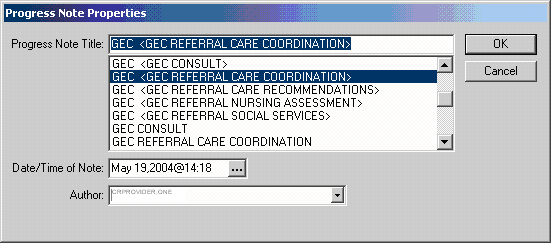 Progress Note Properties
Progress Note Title: GEC <GEC REFERRAL CARE COORDINATION> OK
Cancel
GEC <GEC CONSULT>
GEC <GEC REFERRAL CARE COORDINATION>
GEC <GEC REFERRAL CARE RECOMMENDATIONS>
GEC <GEC REFERRAL NURSING ASSESSMENT>
GEC <GEC REFERRAL SOCIAL SERVICES>
GEC CONSULT
GEC REFERRAL CARE COORDINATION
Date/Time of Note: May 19,2004@14:18 ...
Author: CRPROVIDER,ONE